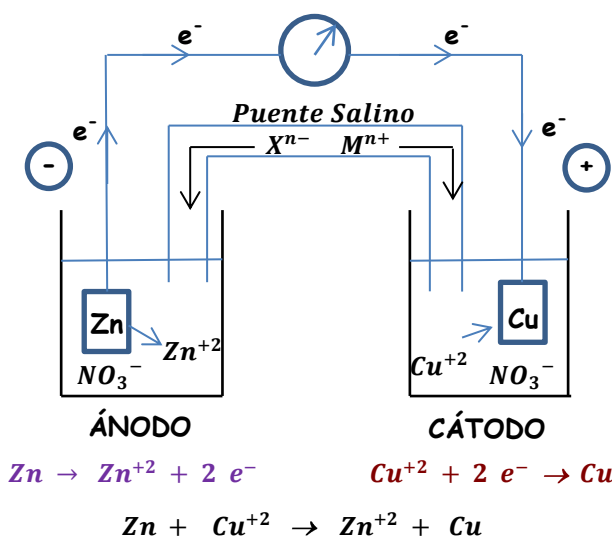 e⁻ e⁻
e⁻ Puente Salino e⁻
- Xⁿ⁻ Mⁿ⁺ +
Zn Cu
Zn⁺² Cu⁺²
NO₃⁻ NO₃⁻
ÁNODO CÁTODO
Zn → Zn⁺² + 2 e⁻ Cu⁺² + 2 e⁻ → Cu
Zn + Cu⁺² → Zn⁺² + Cu